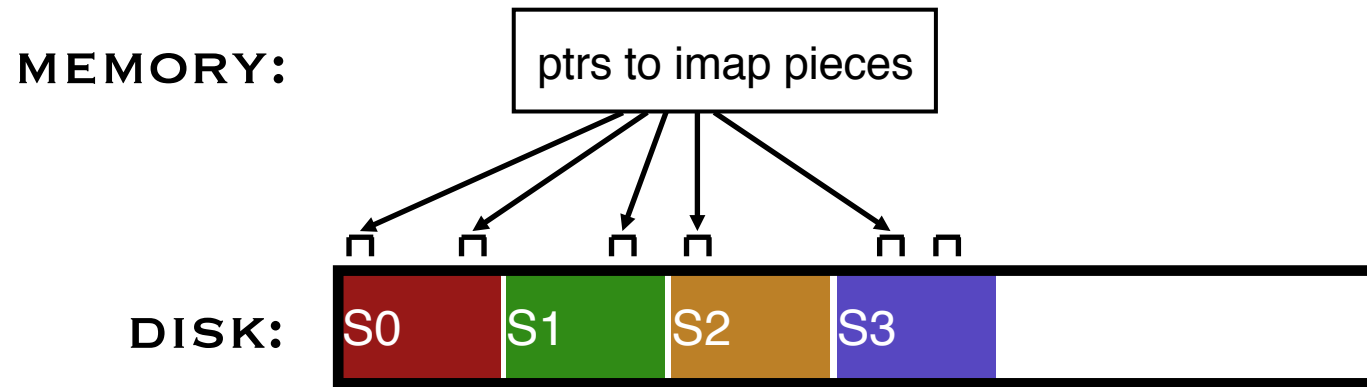 MEMORY:
ptrs to imap pieces
DISK:
S0
S1
S2
S3